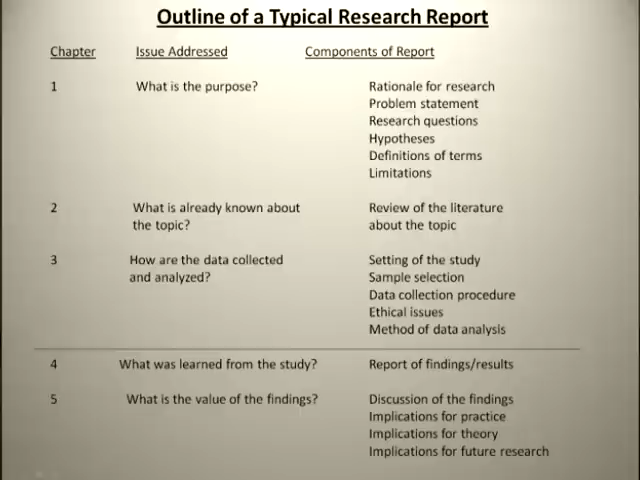 Outline of a Typical Research Report
Chapter Issue Addressed Components of Report
1 What is the purpose? Rationale for research
Problem statement
Research questions
Hypotheses
Definitions of terms
Limitations
2 What is already known about Review of the literature
the topic? about the topic
3 How are the data collected Setting of the study
and analyzed? Sample selection
Data collection procedure
Ethical issues
Method of data analysis
4 What was learned from the study? Report of findings/results
5 What is the value of the findings? Discussion of the findings
Implications for practice
Implications for theory
Implications for future research